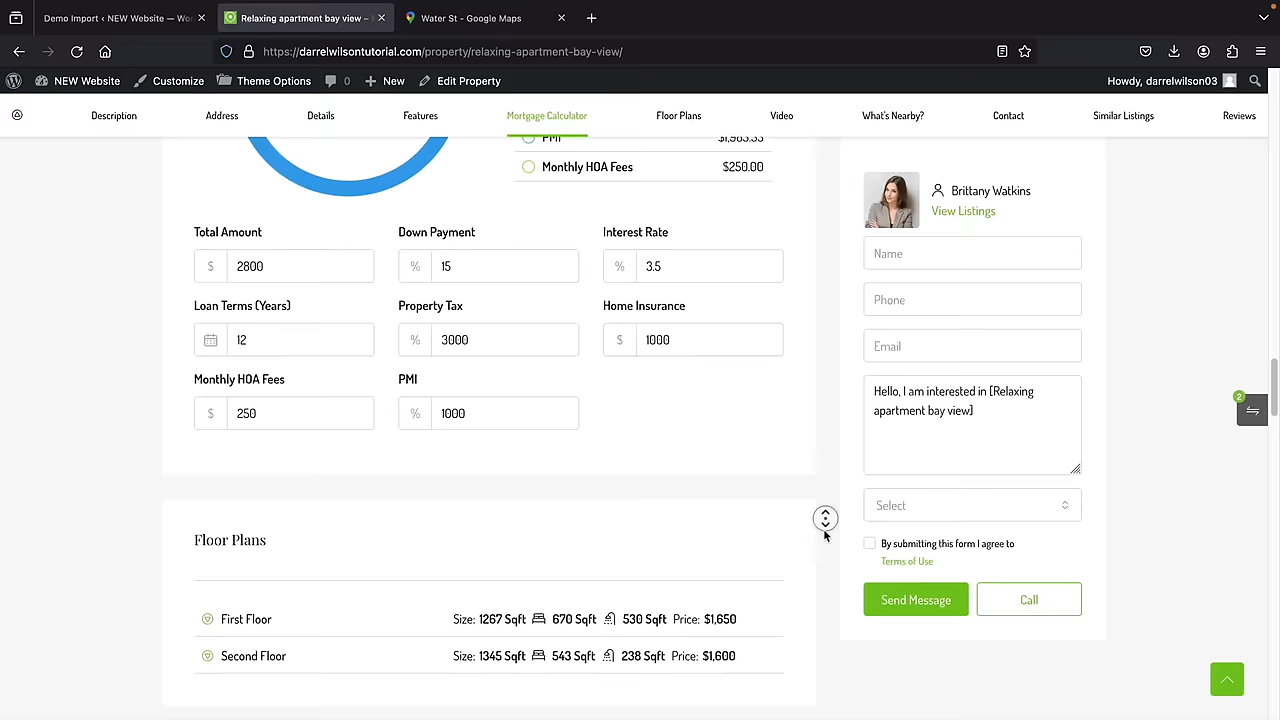 Demo Import ‹ NEW Website — Wo
Relaxing apartment bay view –
Water St - Google Maps
https://darrelwilsontutorial.com/property/relaxing-apartment-bay-view/
NEW Website
Customize
Theme Options
0
New
Edit Property
Howdy, darrelwilson03
Description
Address
Details
Features
Mortgage Calculator
Floor Plans
Video
What's Nearby?
Contact
Similar Listings
Reviews
PMI
$1,983.33
Monthly HOA Fees
$250.00
Total Amount
Down Payment
Interest Rate
$ 2800
% 15
% 3.5
Loan Terms (Years)
Property Tax
Home Insurance
12
% 3000
$ 1000
Monthly HOA Fees
PMI
$ 250
% 1000
Floor Plans
First Floor
Size: 1267 Sqft 670 Sqft 530 Sqft Price: $1,650
Second Floor
Size: 1345 Sqft 543 Sqft 238 Sqft Price: $1,600
Brittany Watkins
View Listings
Name
Phone
Email
Hello, I am interested in [Relaxing
apartment bay view]
Select
By submitting this form I agree to
Terms of Use
Send Message
Call
2